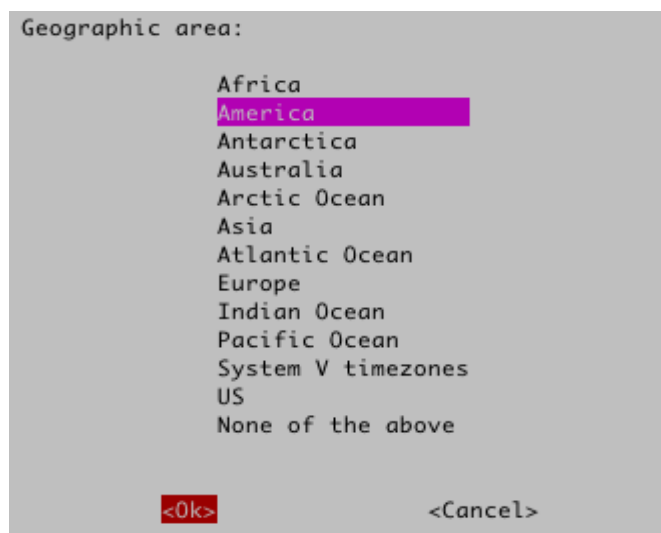 Geographic area:
Africa
America
Antarctica
Australia
Arctic Ocean
Asia
Atlantic Ocean
Europe
Indian Ocean
Pacific Ocean
System V timezones
US
None of the above
<Ok> <Cancel>